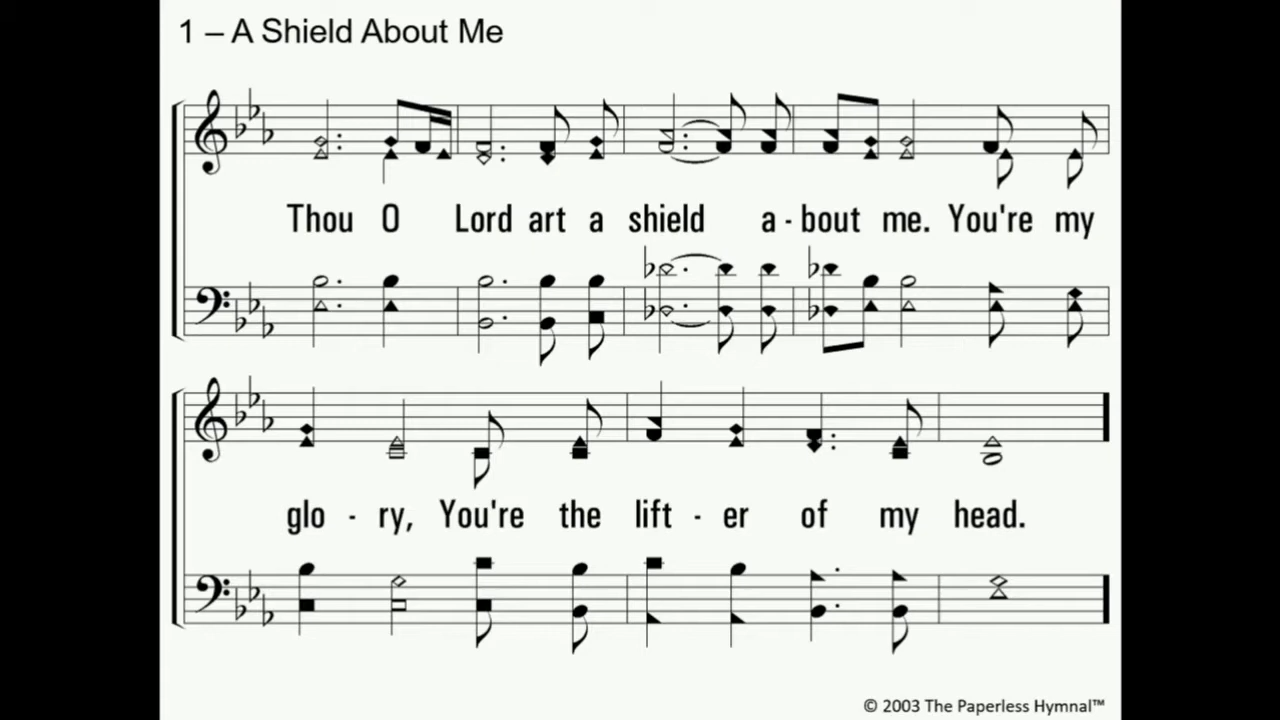 1 – A Shield About Me
Thou O Lord art a shield a - bout me. You're my
glo - ry, You're the lift - er of my head.
© 2003 The Paperless Hymnal™